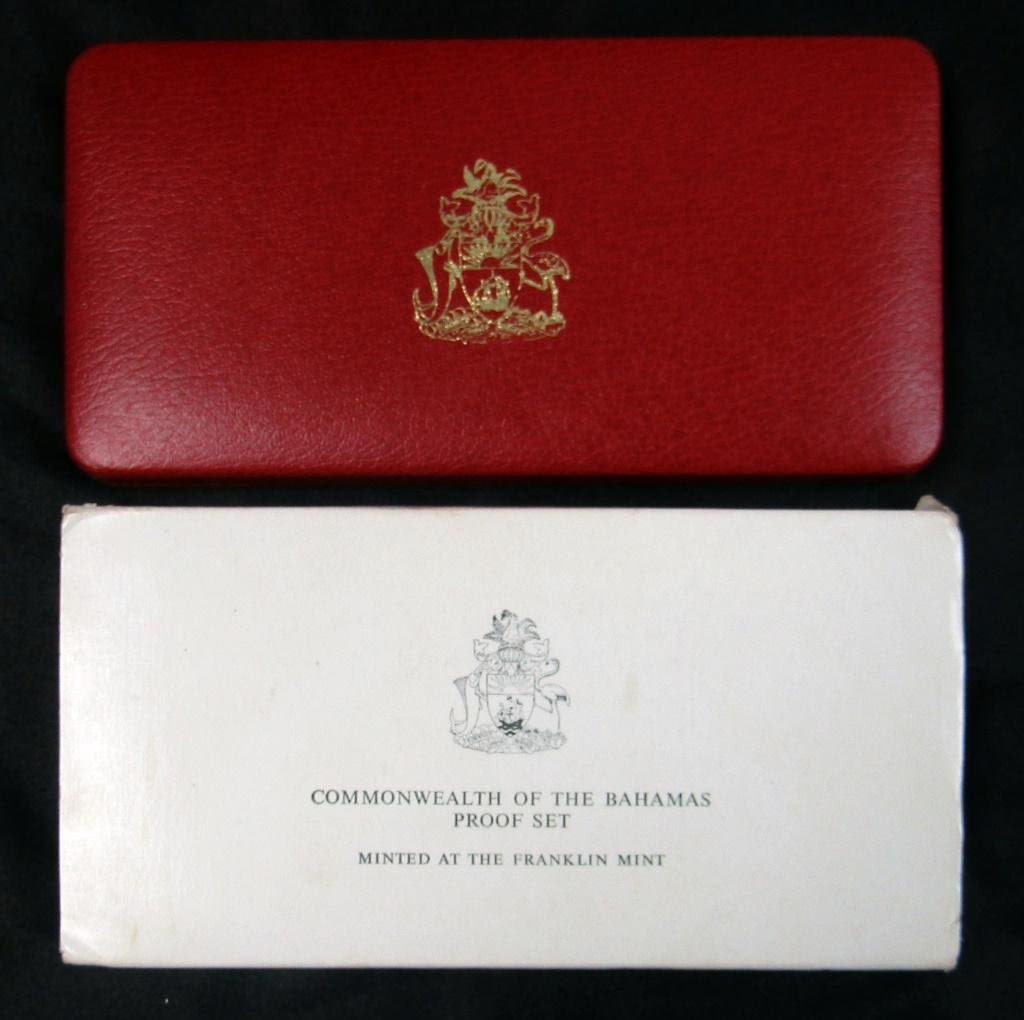 COMMONWEALTH OF THE BAHAMAS
PROOF SET
MINTED AT THE FRANKLIN MINT